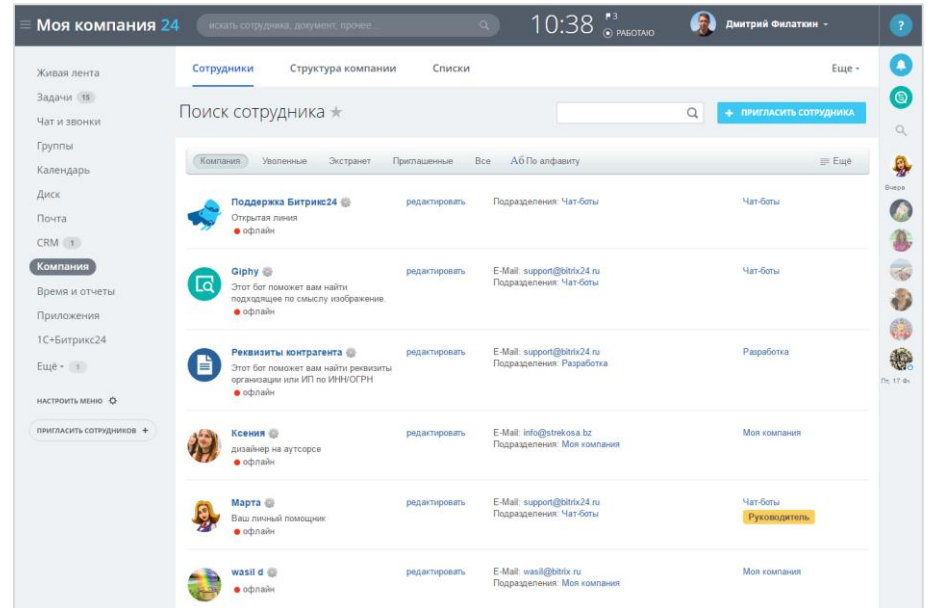 Моя компания 24
искать сотрудника, документ, прочее...
10:38
3
РАБОТАЮ
Дмитрий Филаткин
?
Живая лента
Задачи 15
Чат и звонки
Группы
Календарь
Диск
Почта
CRM 1
Компания
Время и отчеты
Приложения
1С+Битрикс24
Ещё 1
НАСТРОИТЬ МЕНЮ
ПРИГЛАСИТЬ СОТРУДНИКОВ +
Сотрудники Структура компании Списки Еще
Поиск сотрудника
+ ПРИГЛАСИТЬ СОТРУДНИКА
Компания Уволенные Экстранет Приглашенные Все Аб По алфавиту Ещё
Поддержка Битрикс24 редактировать Подразделения: Чат-боты Чат-боты
Открытая линия
офлайн
Giphy редактировать E-Mail: support@bitrix24.ru Чат-боты
Этот бот поможет вам найти Подразделения: Чат-боты
подходящее по смыслу изображение.
офлайн
Реквизиты контрагента редактировать E-Mail: support@bitrix24.ru Разработка
Этот бот поможет вам найти реквизиты Подразделения: Разработка
организации или ИП по ИНН/ОГРН
офлайн
Ксения редактировать E-Mail: info@strekosa.bz Моя компания
дизайнер на аутсорсе Подразделения: Моя компания
офлайн
Марта редактировать E-Mail: support@bitrix24.ru Чат-боты
Ваш личный помощник Подразделения: Чат-боты Руководитель
офлайн
wasil d редактировать E-Mail: wasil@bitrix.ru Моя компания
офлайн Подразделения: Моя компания
Вчера
Пт, 17 Фе